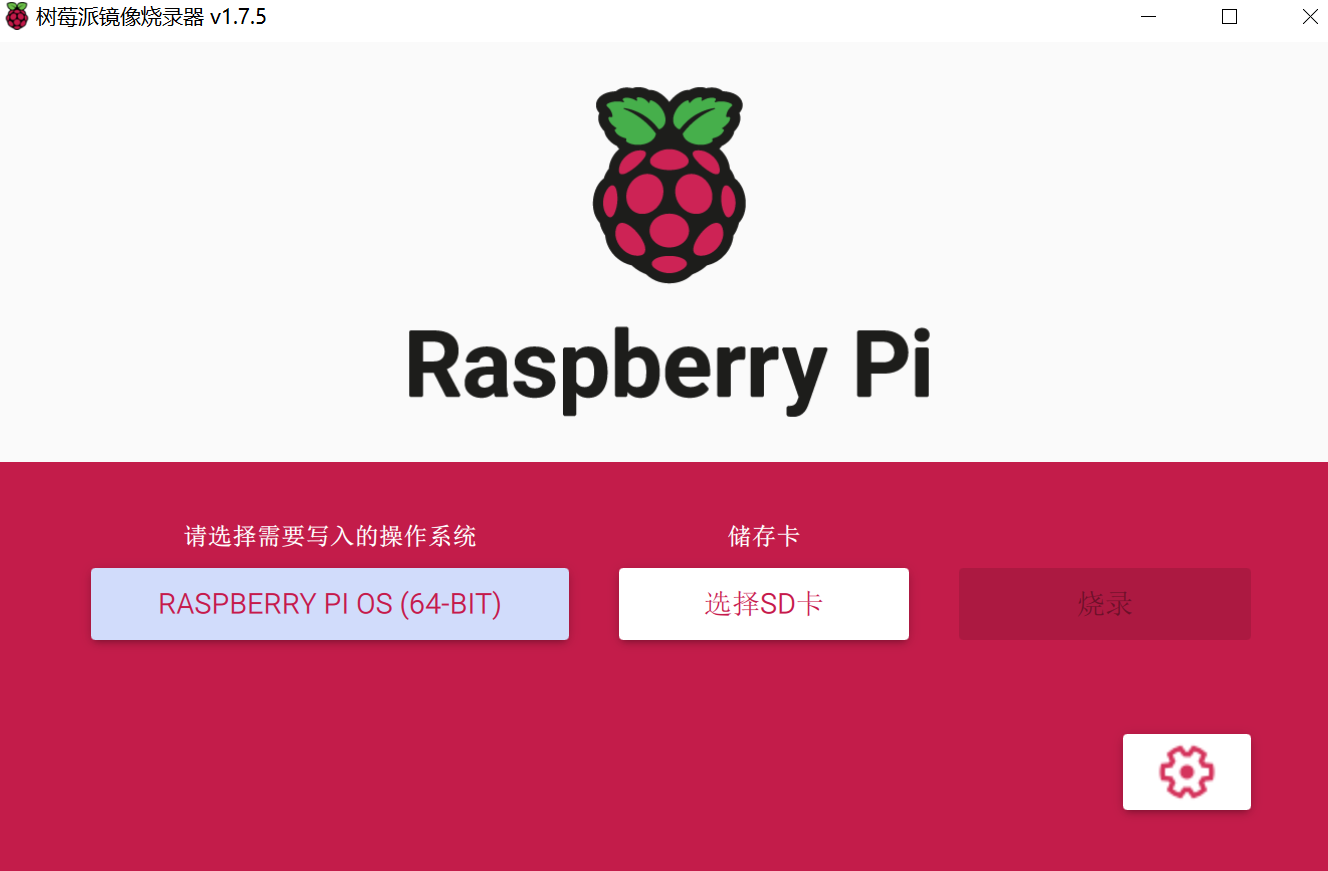 树莓派镜像烧录器 v1.7.5
Raspberry Pi
请选择需要写入的操作系统
储存卡
RASPBERRY PI OS (64-BIT)
选择SD卡
烧录